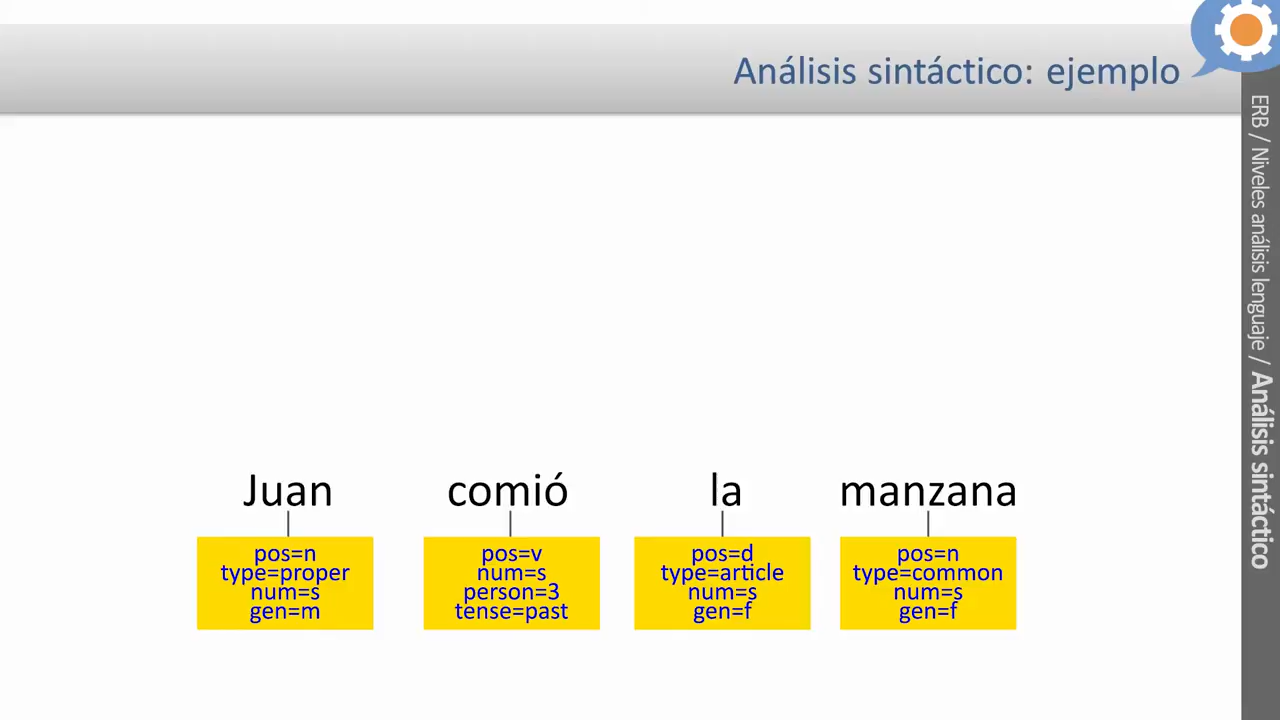 Análisis sintáctico: ejemplo
ERB / Niveles análisis lenguaje / Análisis sintáctico
Juan comió la manzana
pos=n
type=proper
num=s
gen=m
pos=v
num=s
person=3
tense=past
pos=d
type=article
num=s
gen=f
pos=n
type=common
num=s
gen=f